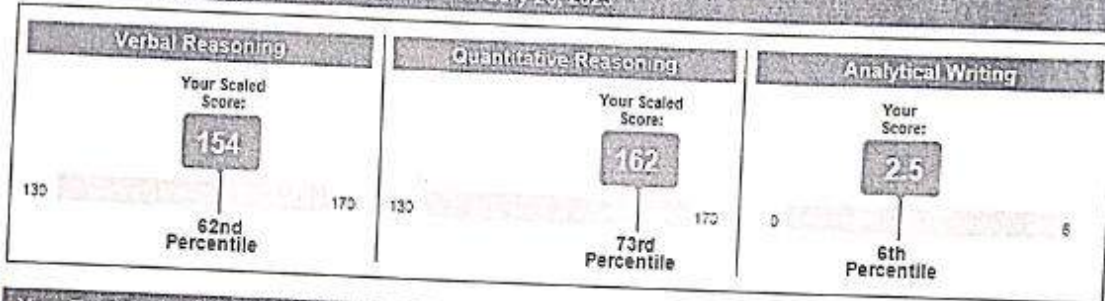 Verbal Reasoning
Your Scaled
Score:
154
130
170
62nd
Percentile
Quantitative Reasoning
Your Scaled
Score:
162
130
170
73rd
Percentile
Analytical Writing
Your
Score:
2.5
0
6
6th
Percentile